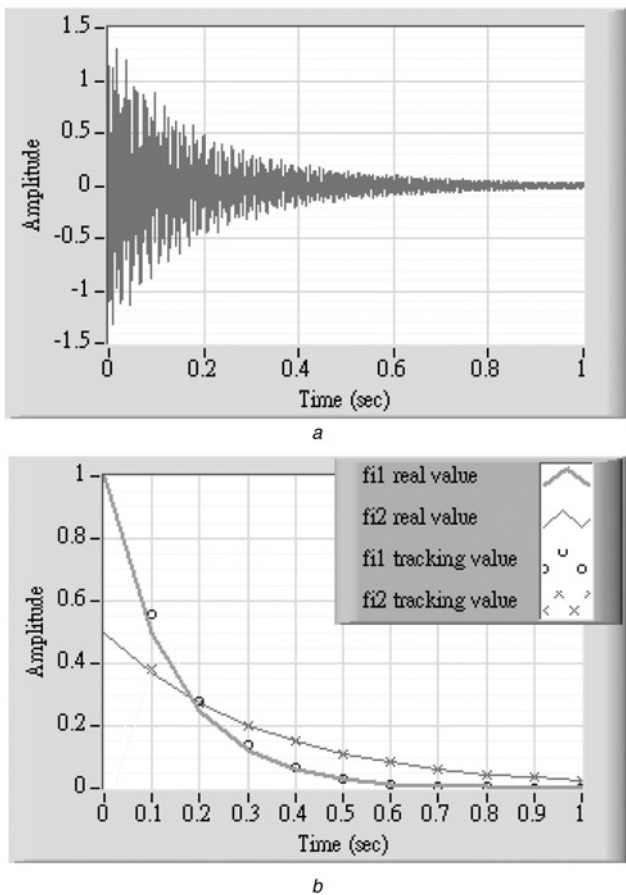 1.5
1
0.5
0
-0.5
-1
-1.5
Amplitude
0 0.2 0.4 0.6 0.8 1
Time (sec)
a
fi1 real value
fi2 real value
fi1 tracking value
fi2 tracking value
1
0.8
0.6
0.4
0.2
0
Amplitude
0 0.1 0.2 0.3 0.4 0.5 0.6 0.7 0.8 0.9 1
Time (sec)
b